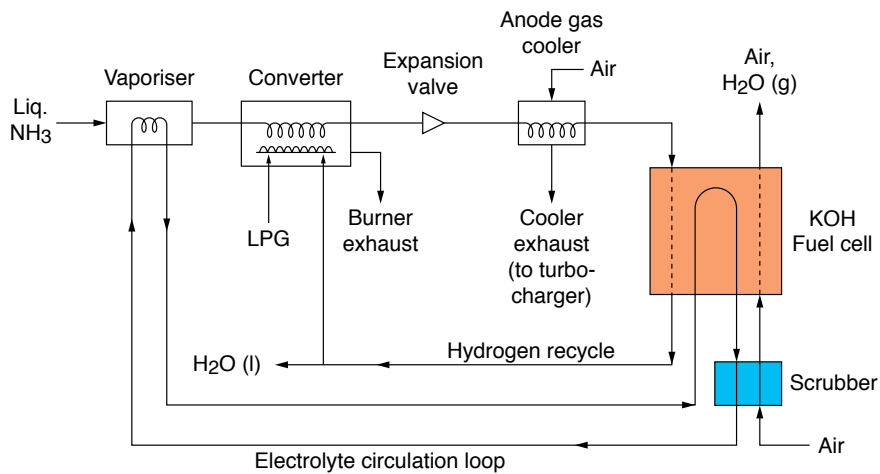 Anode gas
cooler
Air,
H₂O (g)
Vaporiser
Converter
Expansion
valve
Air
Liq.
NH₃
LPG
Burner
exhaust
Cooler
exhaust
(to turbo-
charger)
KOH
Fuel cell
H₂O (l)
Hydrogen recycle
Scrubber
Air
Electrolyte circulation loop